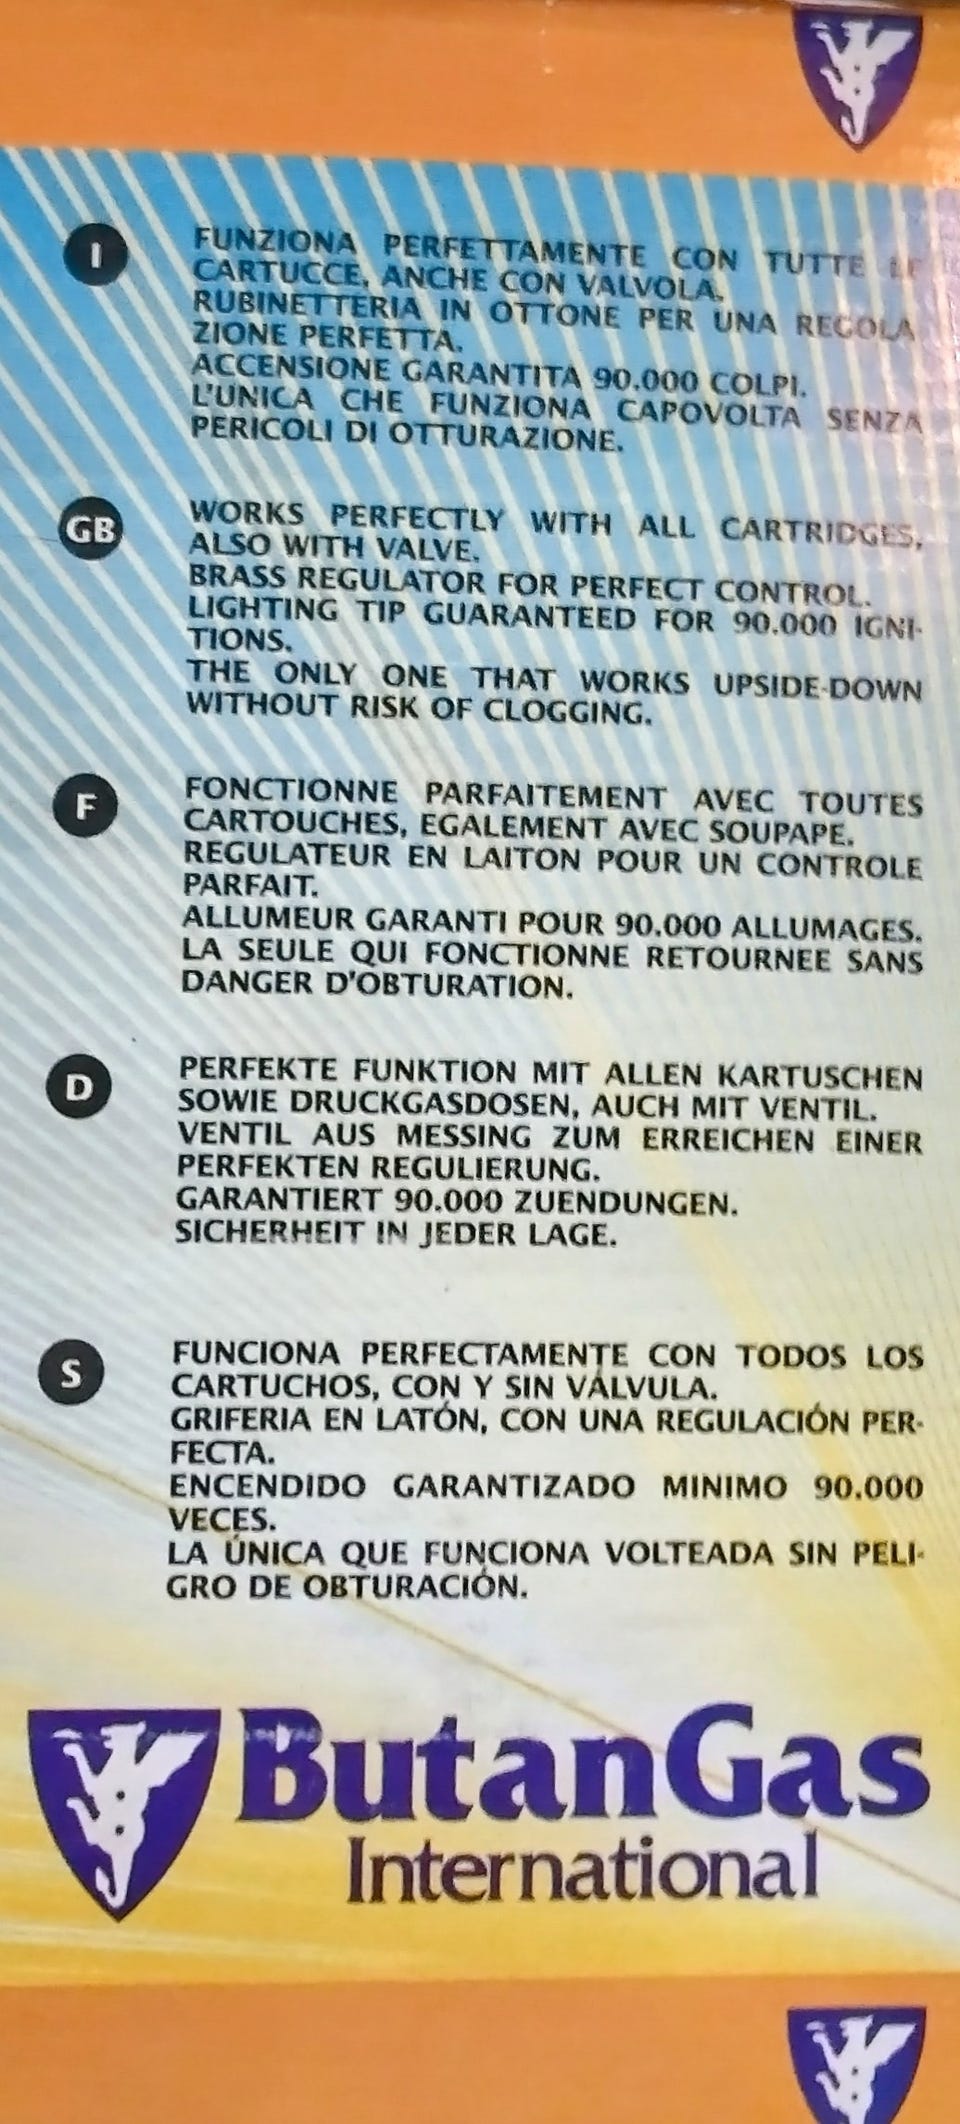 I
FUNZIONA PERFETTAMENTE CON TUTTE LE
CARTUCCE, ANCHE CON VALVOLA.
RUBINETTERIA IN OTTONE PER UNA REGOLA
ZIONE PERFETTA.
ACCENSIONE GARANTITA 90.000 COLPI.
L'UNICA CHE FUNZIONA CAPOVOLTA SENZA
PERICOLI DI OTTURAZIONE.
GB
WORKS PERFECTLY WITH ALL CARTRIDGES,
ALSO WITH VALVE.
BRASS REGULATOR FOR PERFECT CONTROL.
LIGHTING TIP GUARANTEED FOR 90.000 IGNI-
TIONS.
THE ONLY ONE THAT WORKS UPSIDE-DOWN
WITHOUT RISK OF CLOGGING.
F
FONCTIONNE PARFAITEMENT AVEC TOUTES
CARTOUCHES, EGALEMENT AVEC SOUPAPE.
REGULATEUR EN LAITON POUR UN CONTROLE
PARFAIT.
ALLUMEUR GARANTI POUR 90.000 ALLUMAGES.
LA SEULE QUI FONCTIONNE RETOURNEE SANS
DANGER D'OBTURATION.
D
PERFEKTE FUNKTION MIT ALLEN KARTUSCHEN
SOWIE DRUCKGASDOSEN, AUCH MIT VENTIL.
VENTIL AUS MESSING ZUM ERREICHEN EINER
PERFEKTEN REGULIERUNG.
GARANTIERT 90.000 ZUENDUNGEN.
SICHERHEIT IN JEDER LAGE.
S
FUNCIONA PERFECTAMENTE CON TODOS LOS
CARTUCHOS, CON Y SIN VÁLVULA.
GRIFERIA EN LATÓN, CON UNA REGULACIÓN PER-
FECTA.
ENCENDIDO GARANTIZADO MINIMO 90.000
VECES.
LA ÚNICA QUE FUNCIONA VOLTEADA SIN PELI-
GRO DE OBTURACIÓN.
ButanGas
International